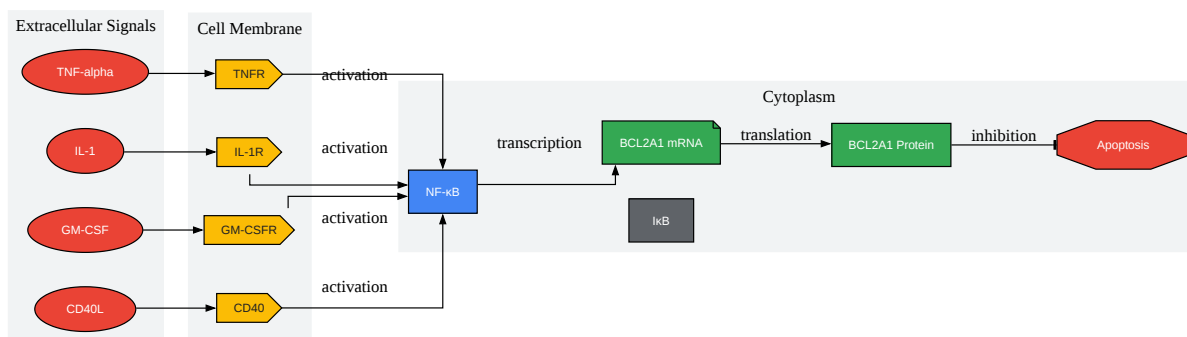 Extracellular Signals
Cell Membrane
TNF-alpha
TNFR
activation
Cytoplasm
IL-1
IL-1R
activation
transcription
BCL2A1 mRNA
translation
BCL2A1 Protein
inhibition
Apoptosis
NF-κB
GM-CSF
GM-CSFR
activation
IκB
CD40L
CD40
activation